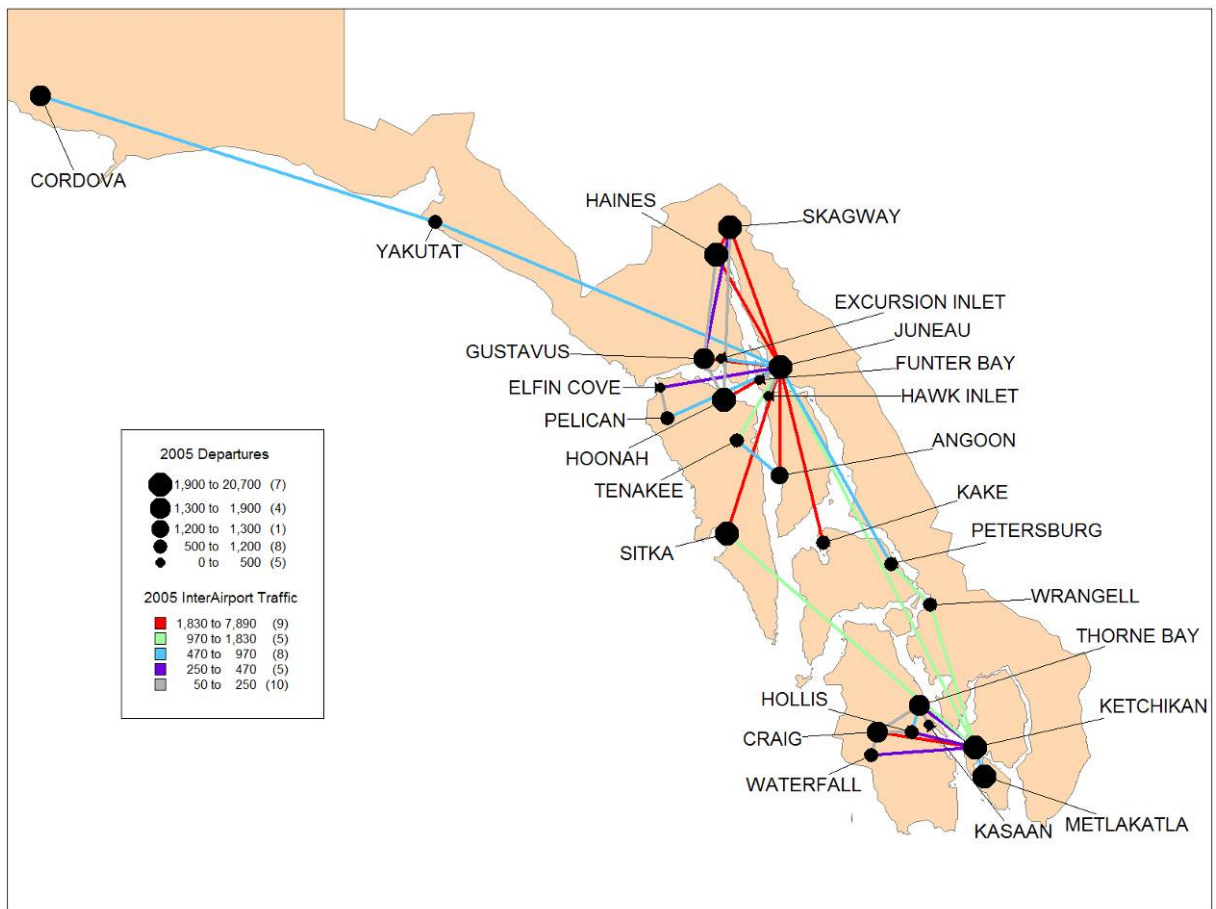 CORDOVA
YAKUTAT
HAINES
SKAGWAY
EXCURSION INLET
JUNEAU
GUSTAVUS
FUNTER BAY
ELFIN COVE
HAWK INLET
PELICAN
HOONAH
ANGOON
TENAKEE
KAKE
SITKA
PETERSBURG
WRANGELL
THORNE BAY
HOLLIS
KETCHIKAN
CRAIG
WATERFALL
KASAAN
METLAKATLA
2005 Departures
1,900 to 20,700 (7)
1,300 to 1,900 (4)
1,200 to 1,300 (1)
500 to 1,200 (8)
0 to 500 (5)
2005 InterAirport Traffic
1,830 to 7,890 (9)
970 to 1,830 (5)
470 to 970 (8)
250 to 470 (5)
50 to 250 (10)